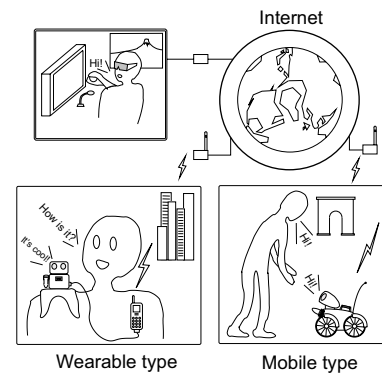 Internet
Hi!
How is it?
It's cool!
Hi!
Hi!
Wearable type
Mobile type